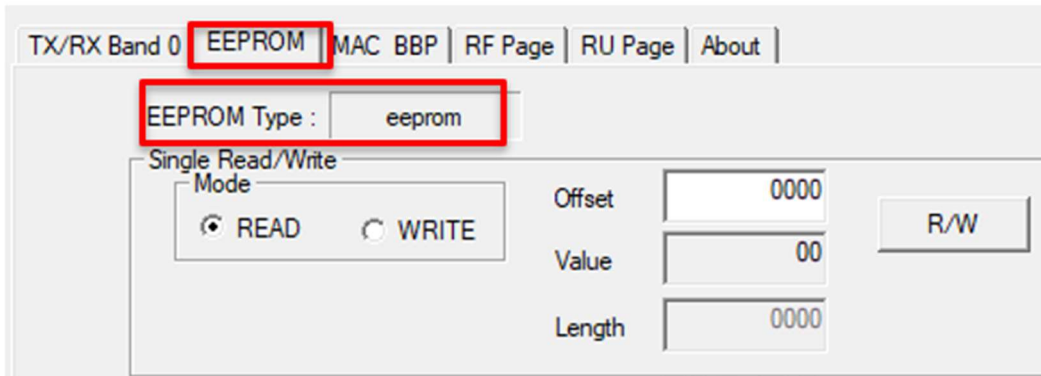 TX/RX Band 0 EEPROM MAC BBP RF Page RU Page About
EEPROM Type : eeprom
Single Read/Write
Mode
READ WRITE
Offset 0000
R/W
Value 00
Length 0000